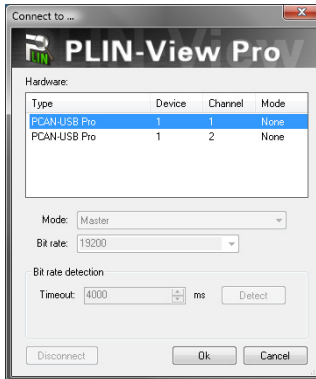 Connect to ...
LIN PLIN-View Pro
Hardware:
Type Device Channel Mode
PCAN-USB Pro 1 1 None
PCAN-USB Pro 1 2 None
Mode: Master
Bit rate: 19200
Bit rate detection
Timeout: 4000 ms Detect
Disconnect Ok Cancel